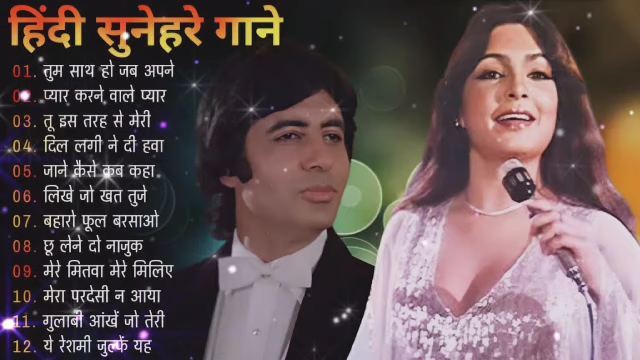 हिंदी सुनेहरे गाने
01. तुम साथ हो जब अपने
02. प्यार करने वाले प्यार
03. तू इस तरह से मेरी
04. दिल लगी ने दी हवा
05. जाने कैसे कब कहा
06. लिखे जो खत तुजे
07. बहारो फूल बरसाओ
08. छू लेने दो नाजुक
09. मेरे मितवा मेरे मिलिए
10. मेरा परदेसी न आया
11. गुलाबी आंखें जो तेरी
12. ये रेशमी जुल्फें यह